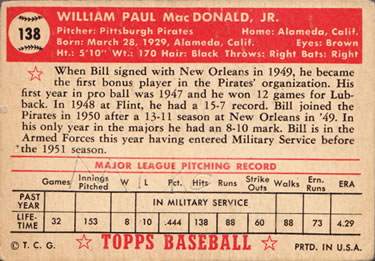 138
WILLIAM PAUL MacDONALD, JR.
Pitcher: Pittsburgh Pirates Home: Alameda, Calif.
Born: March 28, 1929, Alameda, Calif. Eyes: Brown
Ht.: 5'10" Wt.: 170 Hair: Black Throws: Right Bats: Right
When Bill signed with New Orleans in 1949, he became
the first bonus player in the Pirates' organization. His
first year in pro ball was 1947 and he won 12 games for Lub-
back. In 1948 at Flint, he had a 15-7 record. Bill joined the
Pirates in 1950 after a 13-11 season at New Orleans in '49. In
his only year in the majors he had an 8-10 mark. Bill is in the
Armed Forces this year having entered Military Service before
the 1951 season.
MAJOR LEAGUE PITCHING RECORD
Games Innings Pitched W L Pct. Hits Runs Strike Outs Walks Earn. Runs ERA
PAST YEAR IN MILITARY SERVICE
LIFE-TIME 32 153 8 10 .444 138 88 60 88 73 4.29
© T. C. G. TOPPS BASEBALL PRTD. IN U.S.A.